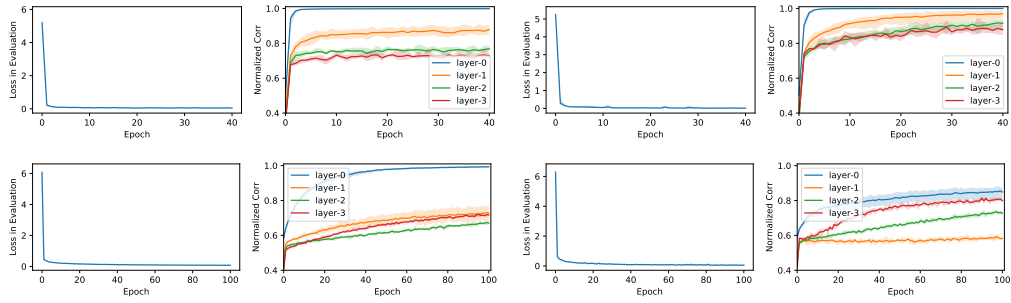 Loss in Evaluation
6
4
2
0
0 10 20 30 40
Epoch
Normalized Corr
1.0
0.8
0.6
0.4
0 10 20 30 40
Epoch
layer-0
layer-1
layer-2
layer-3
Loss in Evaluation
5
4
3
2
1
0
0 10 20 30 40
Epoch
Normalized Corr
1.0
0.8
0.6
0.4
0 10 20 30 40
Epoch
layer-0
layer-1
layer-2
layer-3
Loss in Evaluation
6
4
2
0
0 20 40 60 80 100
Epoch
Normalized Corr
1.0
0.8
0.6
0.4
0 20 40 60 80 100
Epoch
layer-0
layer-1
layer-2
layer-3
Loss in Evaluation
6
4
2
0
0 20 40 60 80 100
Epoch
Normalized Corr
1.0
0.8
0.6
0.4
0 20 40 60 80 100
Epoch
layer-0
layer-1
layer-2
layer-3